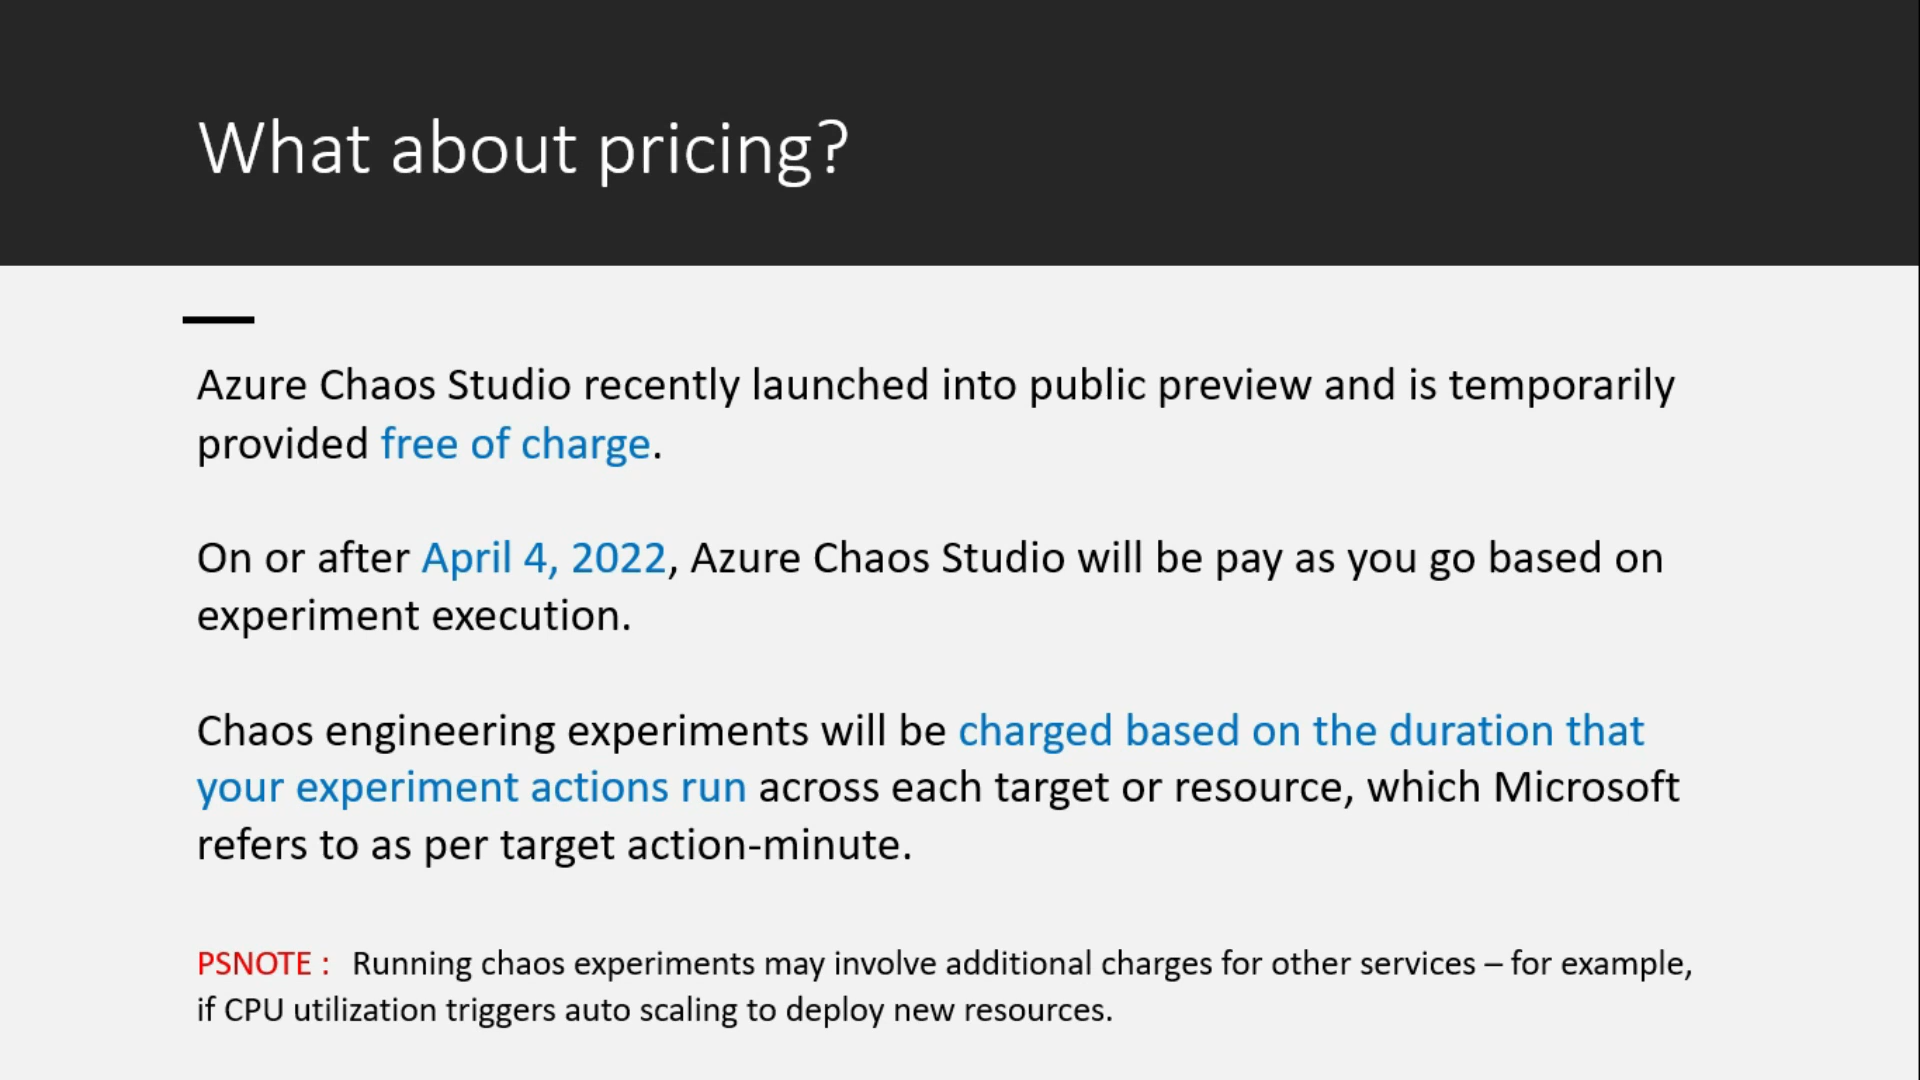 What about pricing?
Azure Chaos Studio recently launched into public preview and is temporarily
provided free of charge.
On or after April 4, 2022, Azure Chaos Studio will be pay as you go based on
experiment execution.
Chaos engineering experiments will be charged based on the duration that
your experiment actions run across each target or resource, which Microsoft
refers to as per target action-minute.
PSNOTE : Running chaos experiments may involve additional charges for other services – for example,
if CPU utilization triggers auto scaling to deploy new resources.